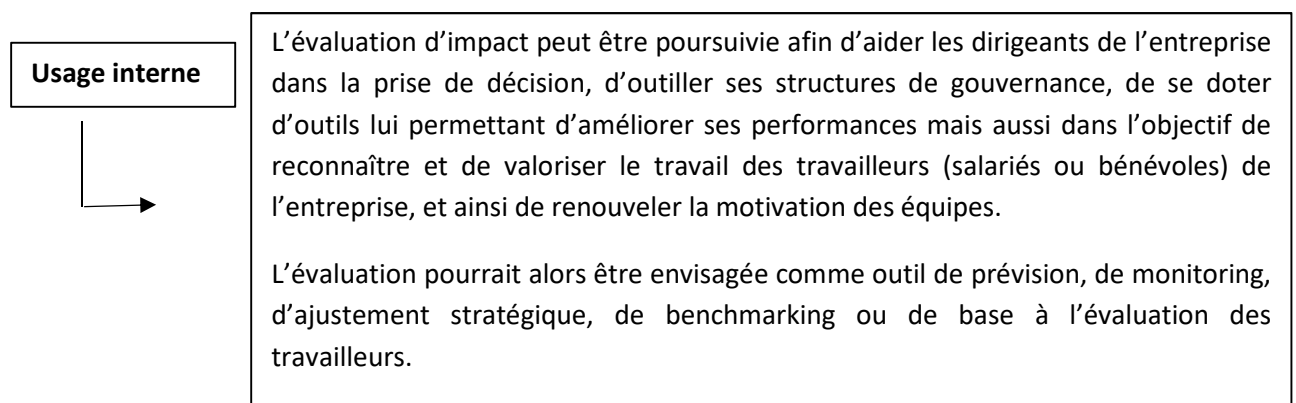 Usage interne
L’évaluation d’impact peut être poursuivie afin d’aider les dirigeants de l’entreprise
dans la prise de décision, d’outiller ses structures de gouvernance, de se doter
d’outils lui permettant d’améliorer ses performances mais aussi dans l’objectif de
reconnaître et de valoriser le travail des travailleurs (salariés ou bénévoles) de
l’entreprise, et ainsi de renouveler la motivation des équipes.
L’évaluation pourrait alors être envisagée comme outil de prévision, de monitoring,
d’ajustement stratégique, de benchmarking ou de base à l’évaluation des
travailleurs.